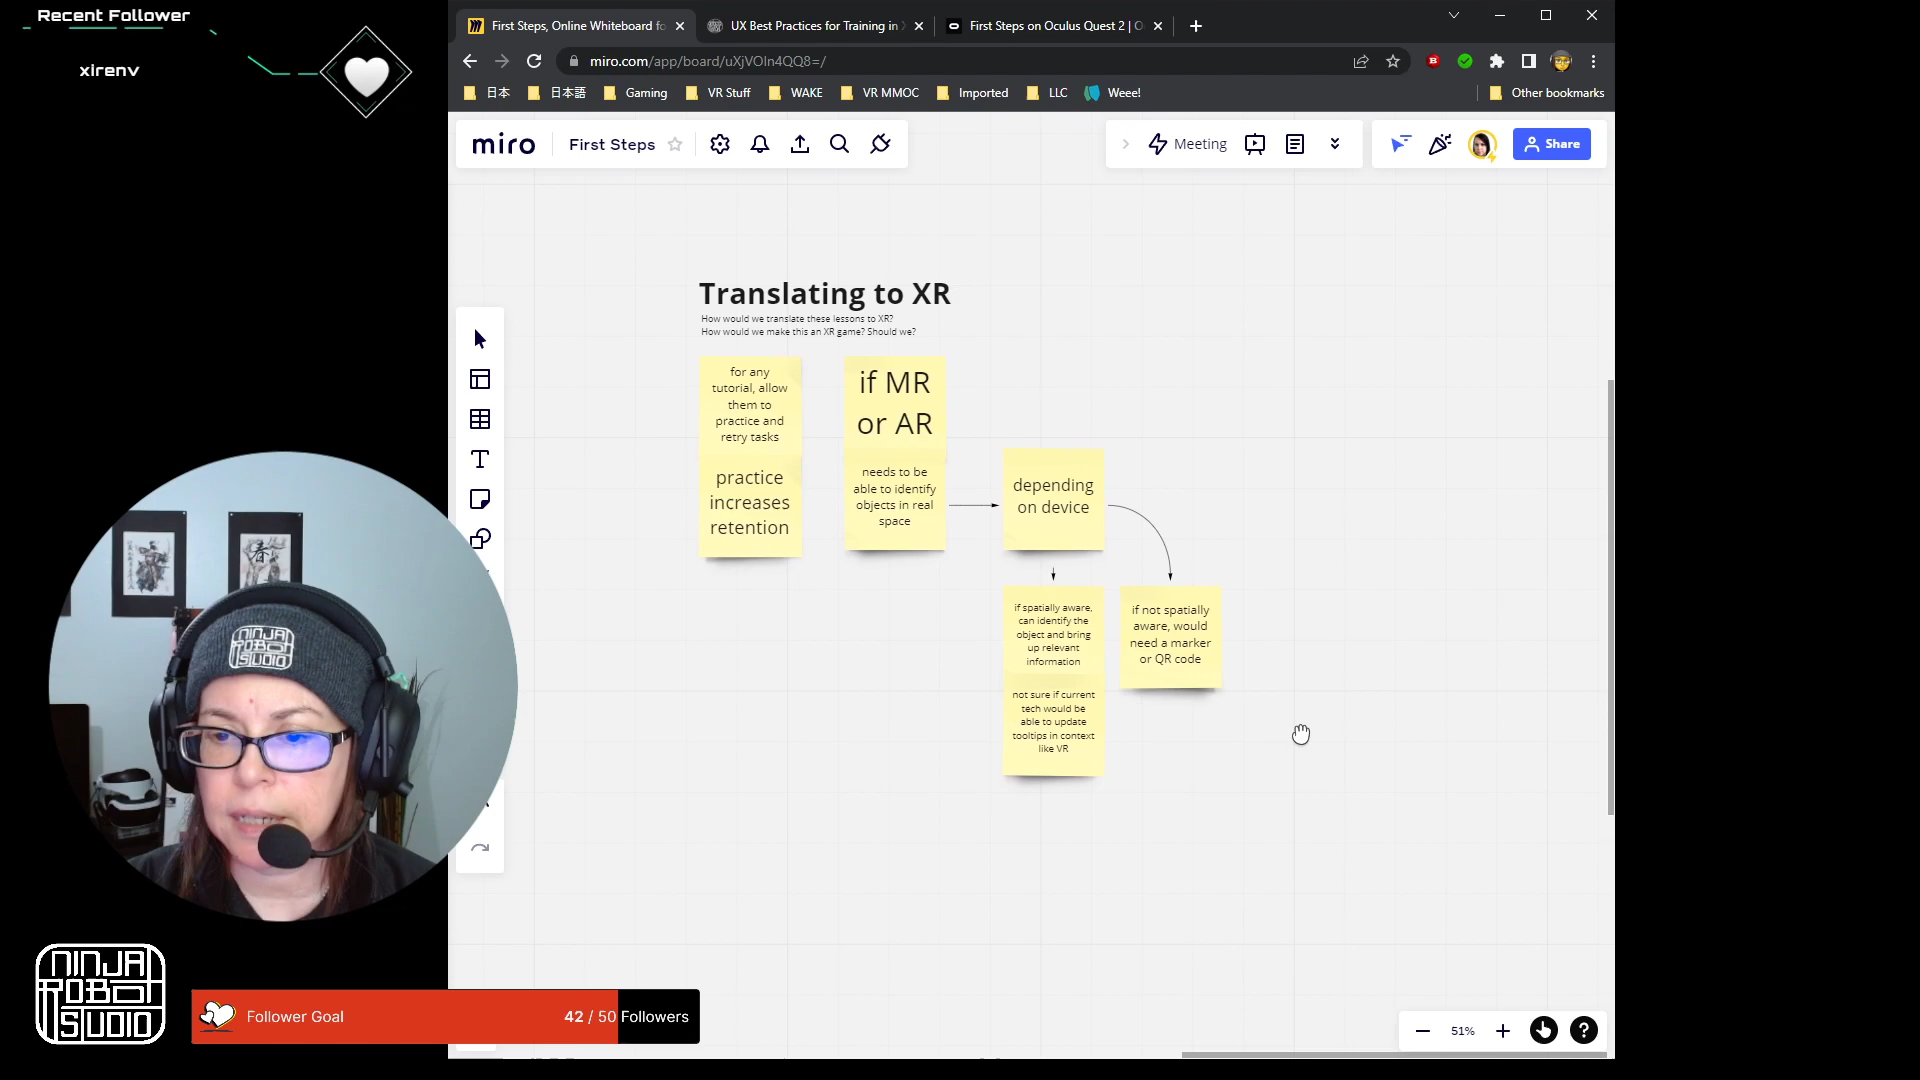 Recent Follower
xirenv
First Steps, Online Whiteboard fo
UX Best Practices for Training in
First Steps on Oculus Quest 2 | O
miro.com/app/board/uXjVOIn4QQ8=/
日本
日本語
Gaming
VR Stuff
WAKE
VR MMOC
Imported
LLC
Weee!
Other bookmarks
miro
First Steps
Meeting
Share
Translating to XR
How would we translate these lessons to XR?
How would we make this an XR game? Should we?
for any
tutorial, allow
them to
practice and
retry tasks
practice
increases
retention
if MR
or AR
needs to be
able to identify
objects in real
space
depending
on device
if spatially aware,
can identify the
object and bring
up relevant
information
not sure if current
tech would be
able to update
tooltips in context
like VR
if not spatially
aware, would
need a marker
or QR code
春
NINJA
ROBOT
STUDIO
NINJA
ROBOT
STUDIO
Follower Goal
42 / 50 Followers
51%